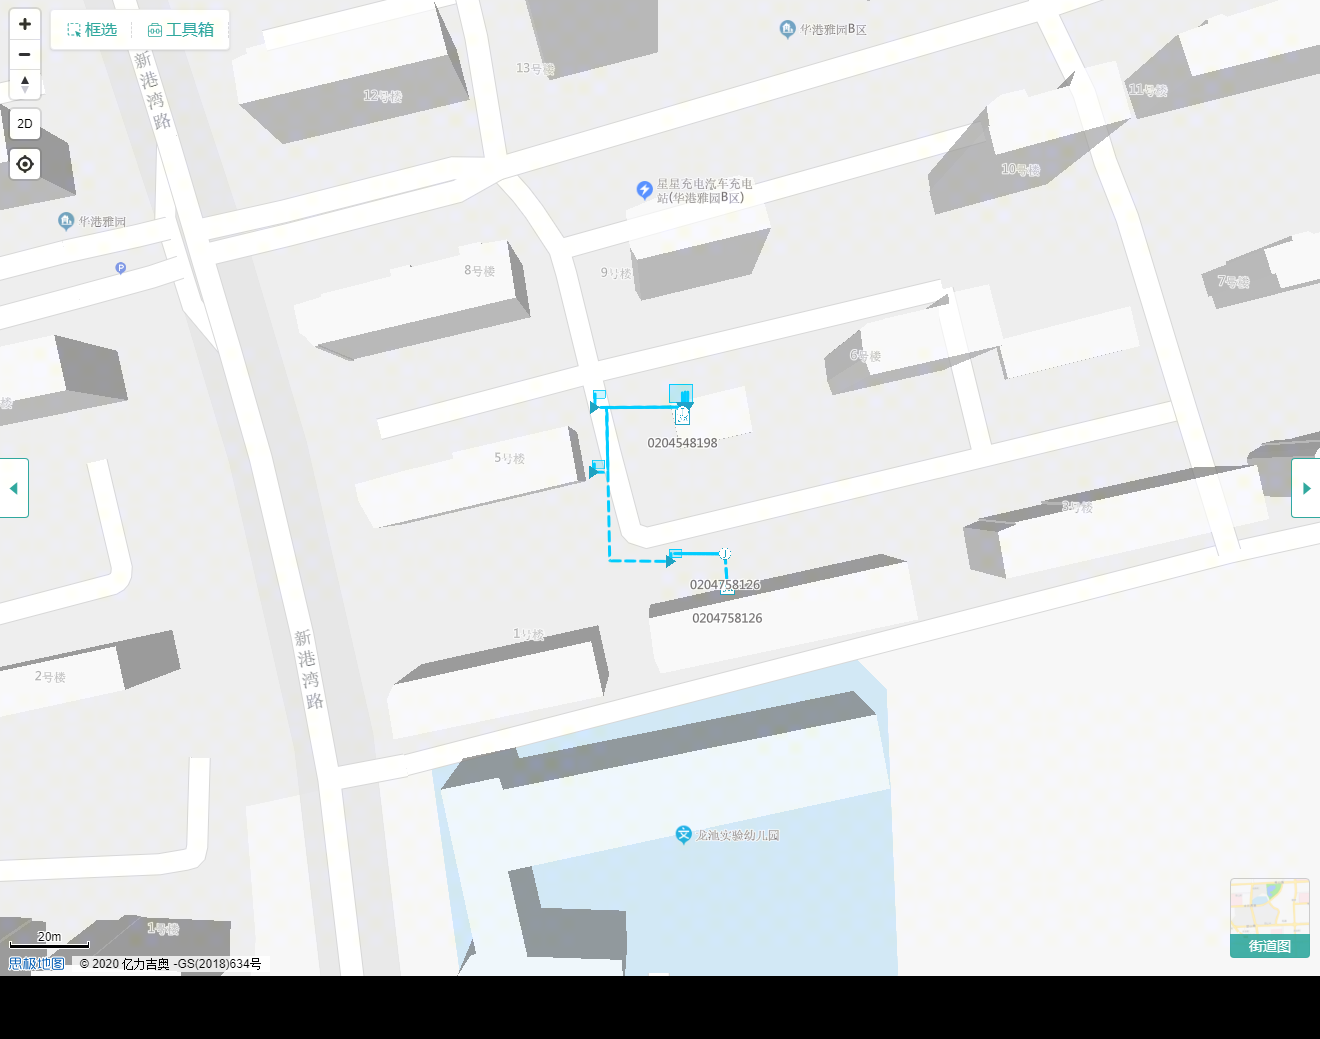 框选
工具箱
2D
新港湾路
12号楼
13号楼
华港雅园B区
11号楼
10号楼
星星充电汽车充电
站(华港雅园B区)
华港雅园
P
8号楼
9号楼
7号楼
6号楼
0204548198
5号楼
3号楼
0204758126
0204758126
1号楼
新港湾路
2号楼
楼
文
龙池实验幼儿园
1号楼
20m
思极地图
© 2020 亿力吉奥 -GS(2018)634号
街道图